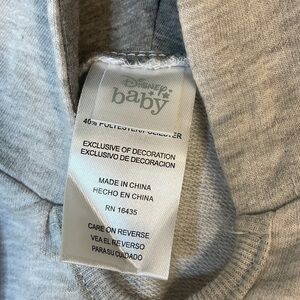 Disney
baby
40% POLYESTER/POLIESTER
EXCLUSIVE OF DECORATION
EXCLUSIVO DE DECORACION
MADE IN CHINA
HECHO EN CHINA
RN 16435
CARE ON REVERSE
VEA EL REVERSO
PARA SU CUIDADO